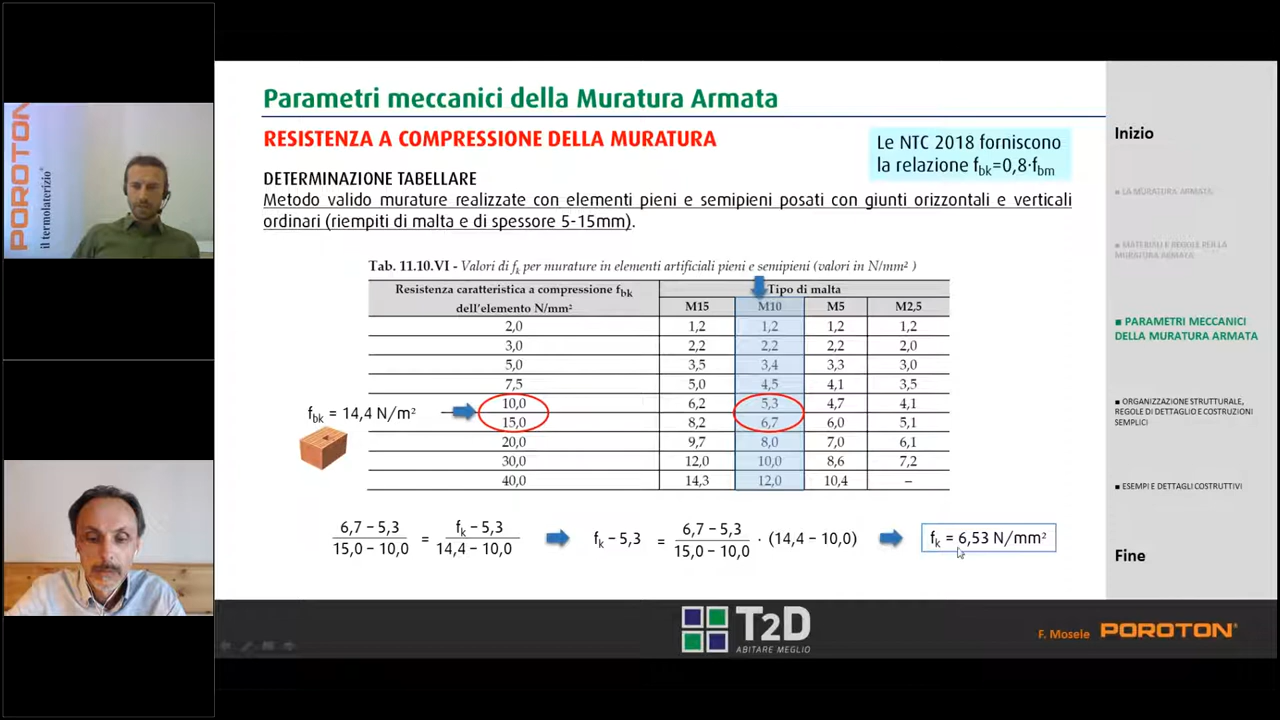 POROTON
il termolaterizio®
Parametri meccanici della Muratura Armata
RESISTENZA A COMPRESSIONE DELLA MURATURA
Le NTC 2018 forniscono
la relazione fbk=0,8·fbm
DETERMINAZIONE TABELLARE
Metodo valido murature realizzate con elementi pieni e semipieni posati con giunti orizzontali e verticali
ordinari (riempiti di malta e di spessore 5-15mm).
Tab. 11.10.VI - Valori di fk per murature in elementi artificiali pieni e semipieni (valori in N/mm²)
Resistenza caratteristica a compressione fbk
dell'elemento N/mm²
Tipo di malta
M15 M10 M5 M2,5
2,0 1,2 1,2 1,2 1,2
3,0 2,2 2,2 2,2 2,0
5,0 3,5 3,4 3,3 3,0
7,5 5,0 4,5 4,1 3,5
10,0 6,2 5,3 4,7 4,1
15,0 8,2 6,7 6,0 5,1
20,0 9,7 8,0 7,0 6,1
30,0 12,0 10,0 8,6 7,2
40,0 14,3 12,0 10,4 –
fbk = 14,4 N/m²
6,7 – 5,3 / 15,0 – 10,0 = fk – 5,3 / 14,4 – 10,0
fk – 5,3 = 6,7 – 5,3 / 15,0 – 10,0 · (14,4 – 10,0)
fk = 6,53 N/mm²
Inizio
■ LA MURATURA ARMATA
■ MATERIALI E REGOLE PER LA
MURATURA ARMATA
■ PARAMETRI MECCANICI
DELLA MURATURA ARMATA
■ ORGANIZZAZIONE STRUTTURALE,
REGOLE DI DETTAGLIO E COSTRUZIONI
SEMPLICI
■ ESEMPI E DETTAGLI COSTRUTTIVI
Fine
T2D
ABITARE MEGLIO
F. Mosele POROTON®